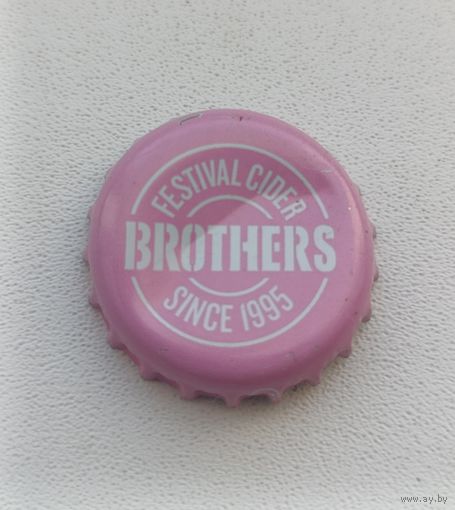 FESTIVAL CIDER
BROTHERS
SINCE 1995
www.ay.by